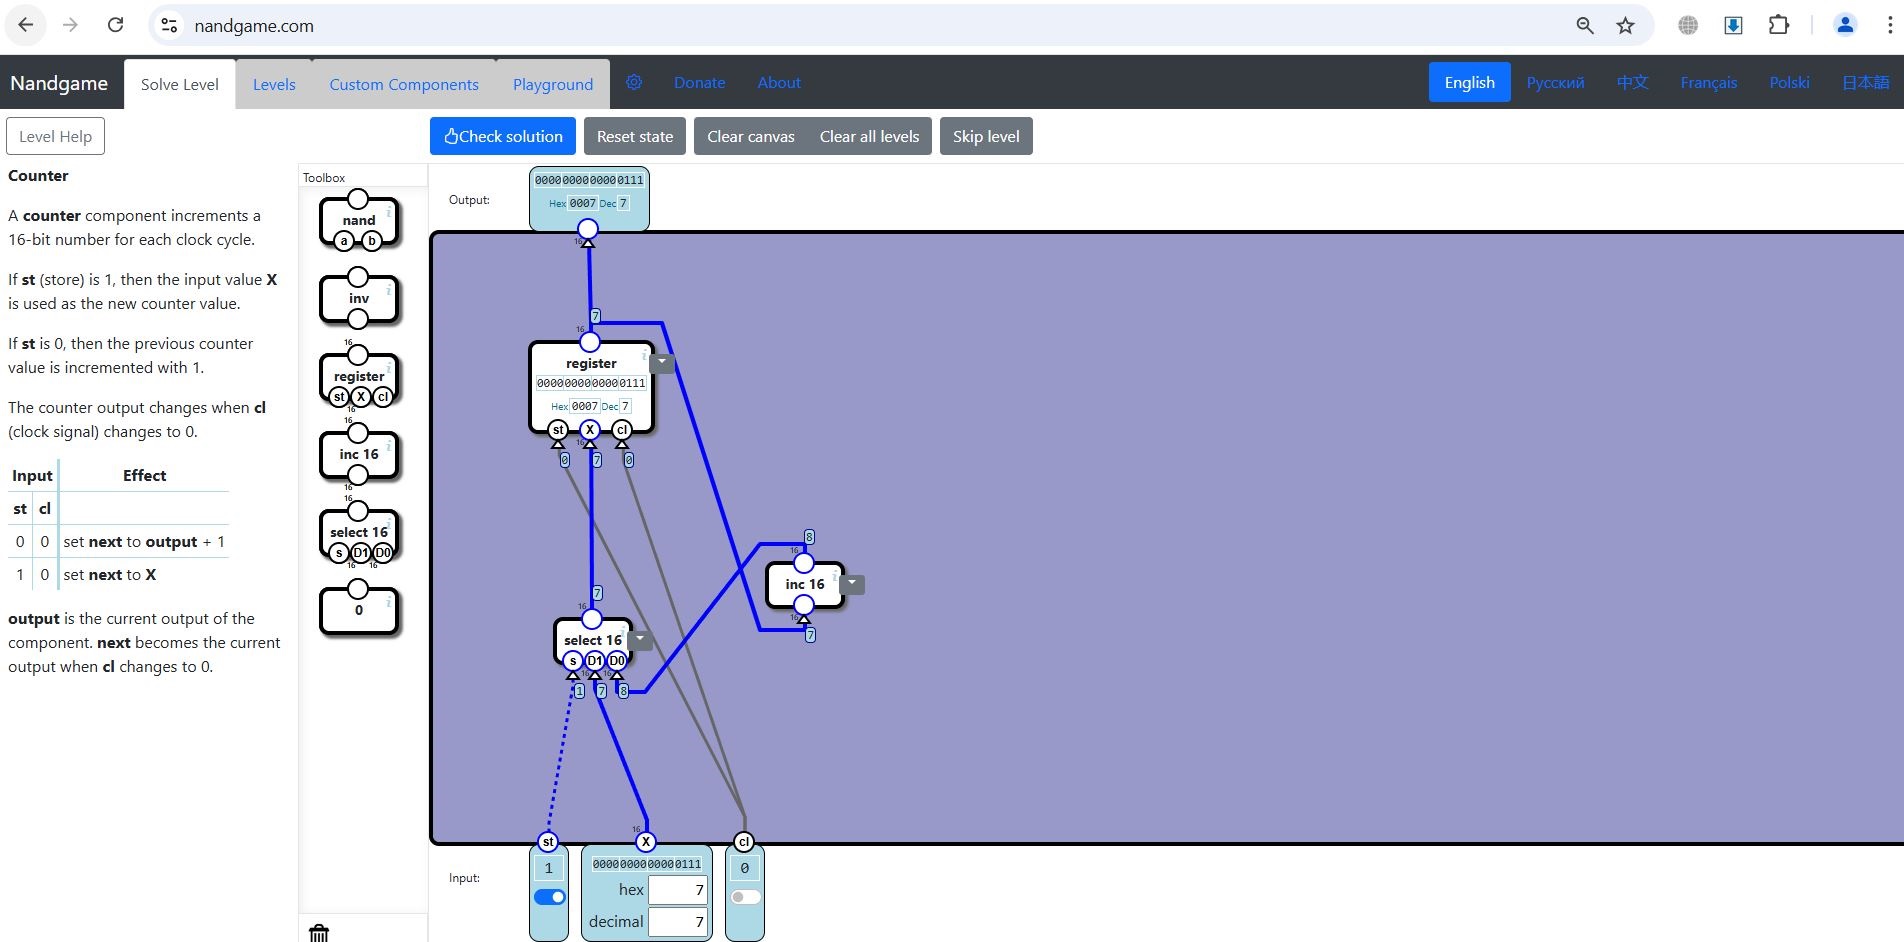 nandgame.com
Nandgame
Solve Level
Levels
Custom Components
Playground
Donate
About
English
Русский
中文
Français
Polski
日本語
Level Help
Check solution
Reset state
Clear canvas
Clear all levels
Skip level
Counter
A counter component increments a
16-bit number for each clock cycle.
If st (store) is 1, then the input value X
is used as the new counter value.
If st is 0, then the previous counter
value is incremented with 1.
The counter output changes when cl
(clock signal) changes to 0.
Input Effect
st cl
0 0 set next to output + 1
1 0 set next to X
output is the current output of the
component. next becomes the current
output when cl changes to 0.
Toolbox
nand
a b
inv
16
register
st X cl
16
16
inc 16
16
16
select 16
s D1 D0
16 16
0
Output:
0000000000000111
Hex 0007 Dec 7
16
7
16
register
0000000000000111
Hex 0007 Dec 7
st X cl
16
0 7 0
8
16
inc 16
16
7
7
16
select 16
s D1 D0
16 16
1 7 8
16
st X cl
Input:
1
0000000000000111
hex 7
decimal 7
0